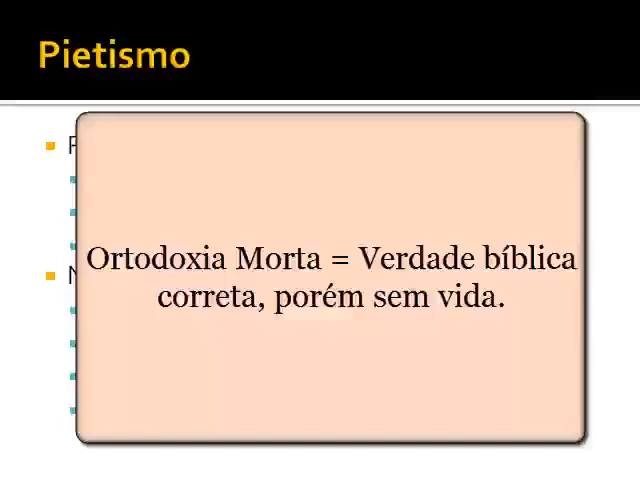 Pietismo
Ortodoxia Morta = Verdade bíblica
correta, porém sem vida.